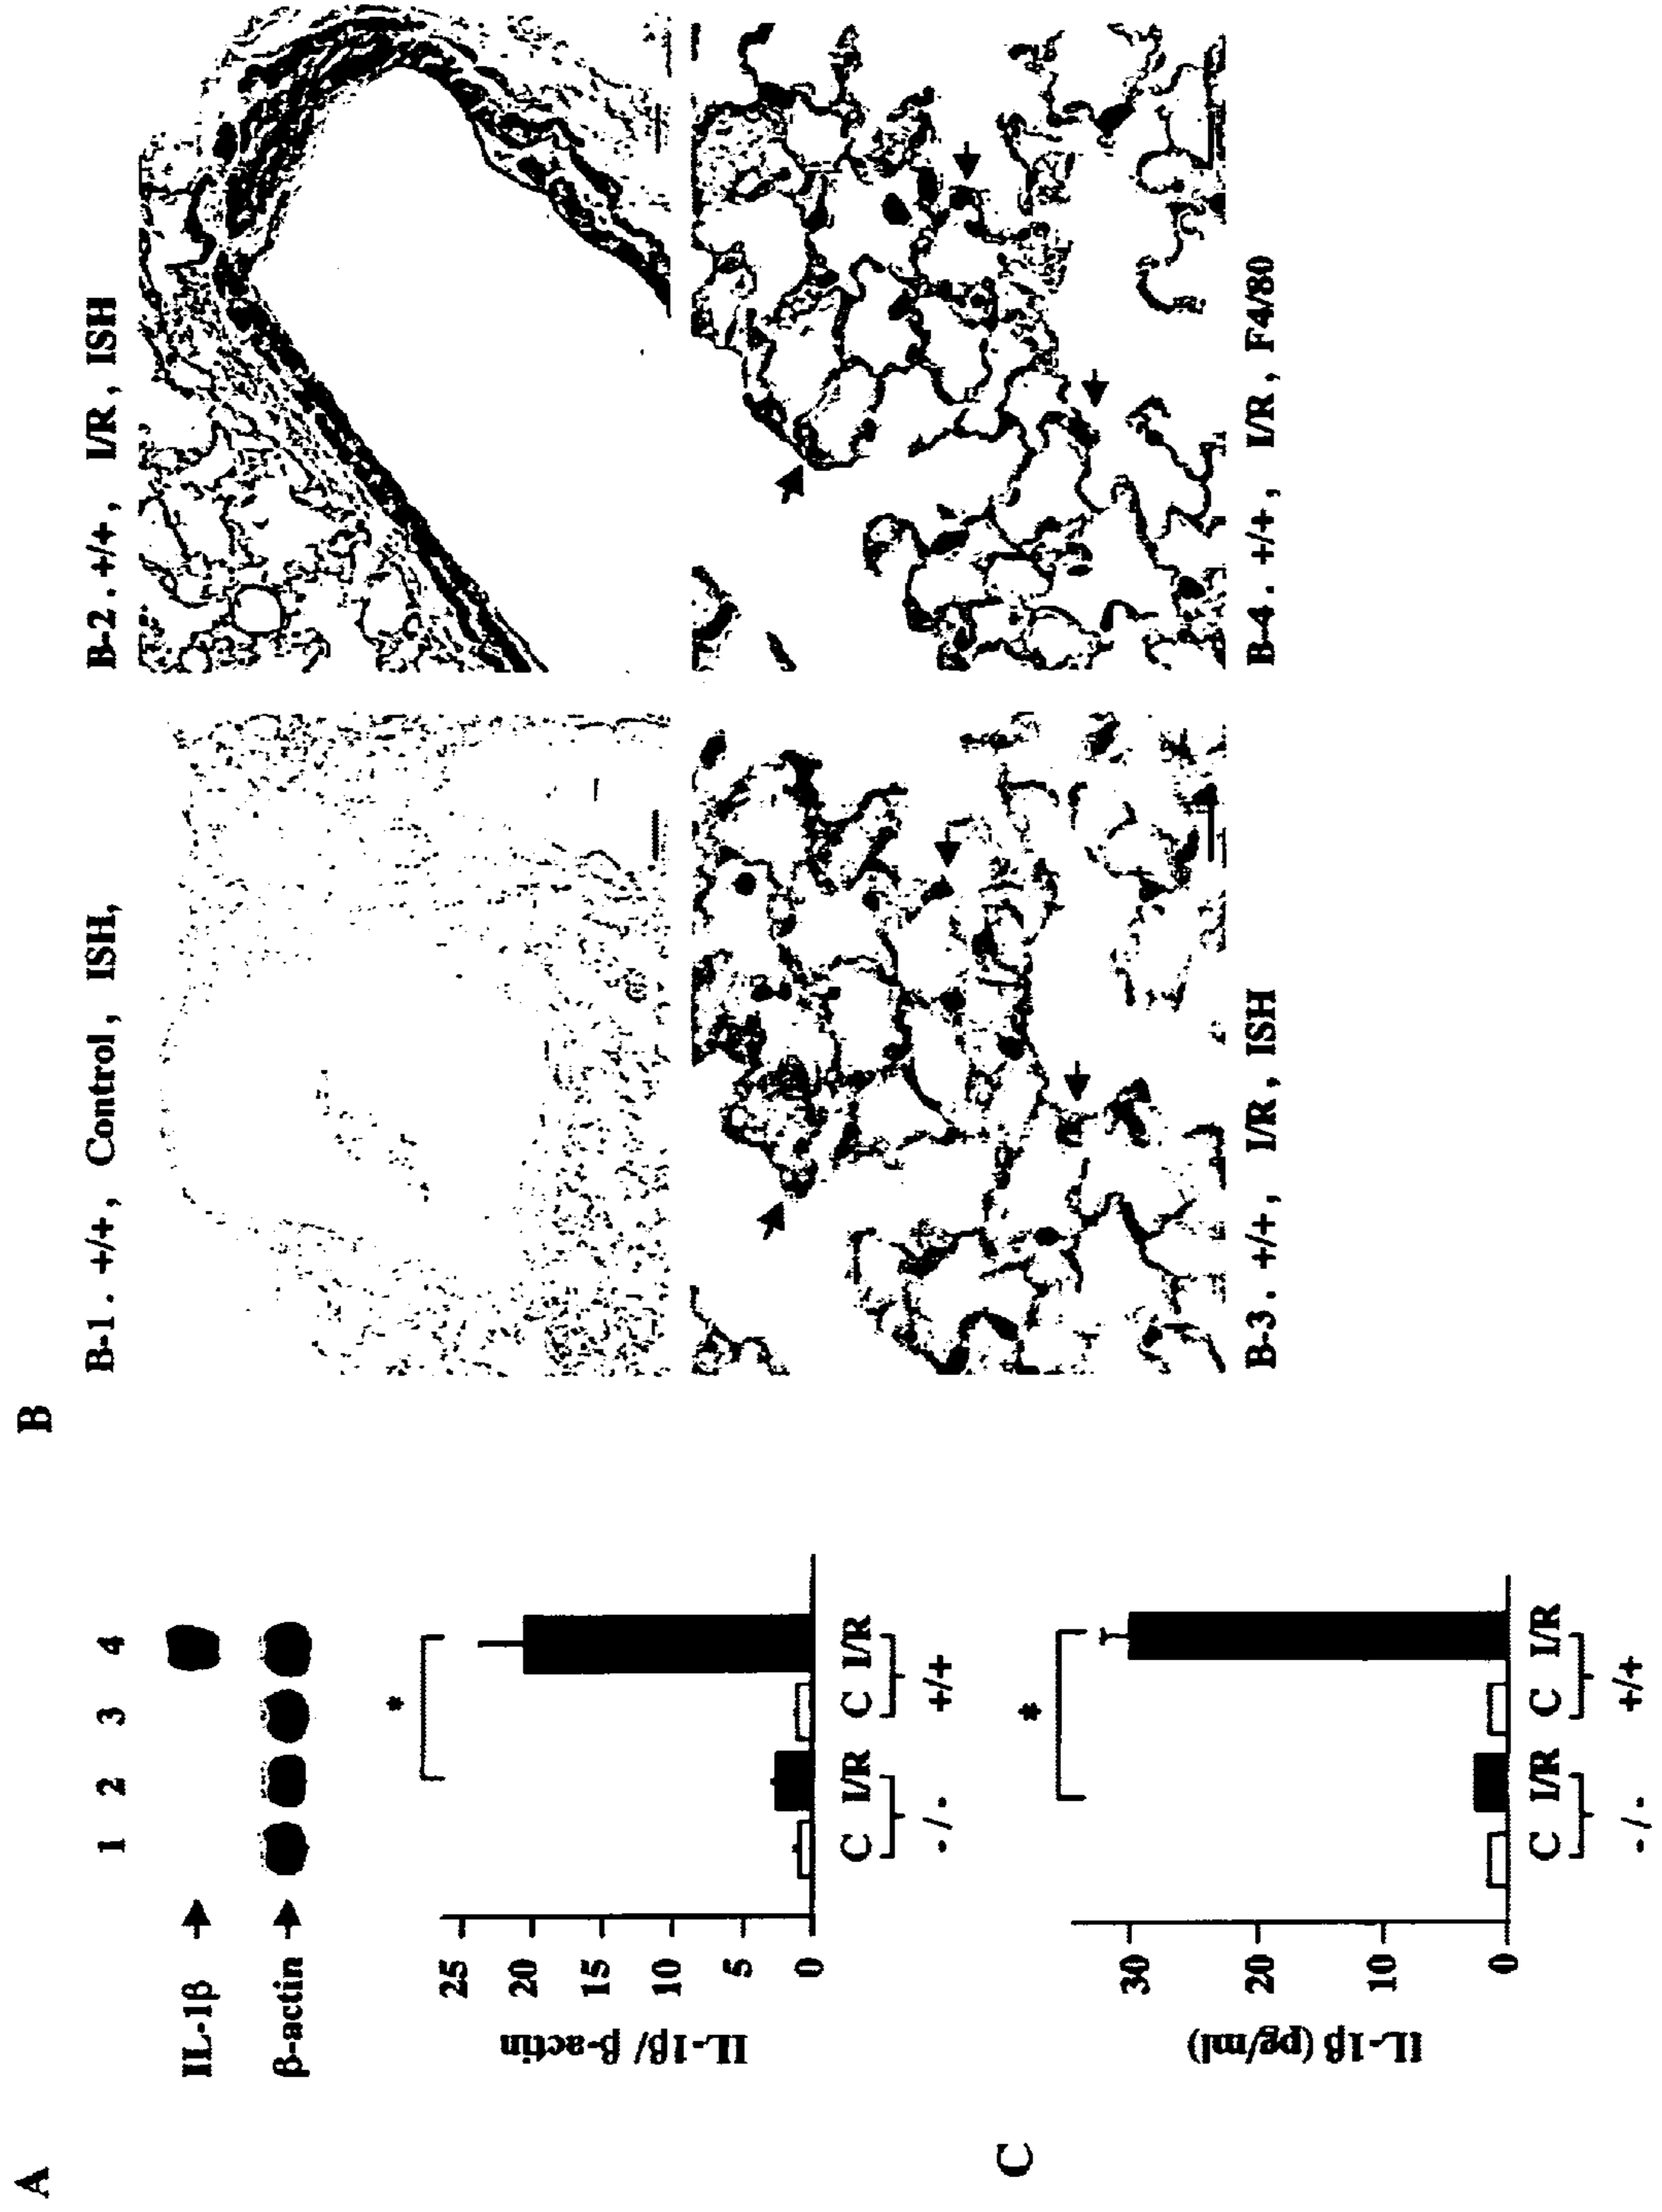 A
1 2 3 4
IL-1β
β-actin
*
25
20
15
10
5
0
IL-1β/ β-actin
C I/R C I/R
-/- +/+
B
B-1. +/+, Control, ISH,
B-2. +/+, I/R, ISH
B-3. +/+, I/R, ISH
B-4. +/+, I/R, F4/80
C
*
30
20
10
0
IL-1β (pg/ml)
C I/R C I/R
-/- +/+